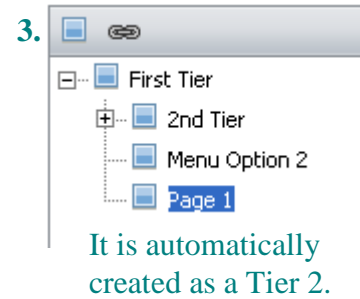 3.
First Tier
2nd Tier
Menu Option 2
Page 1
It is automatically
created as a Tier 2.